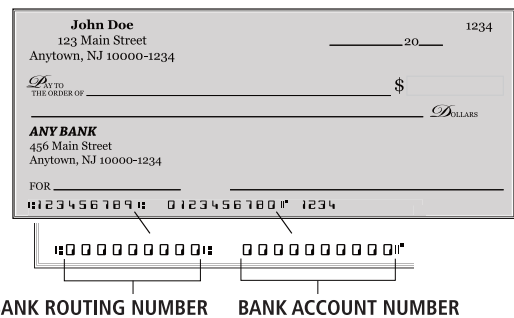 John Doe 1234
123 Main Street 20
Anytown, NJ 10000-1234
PAY TO
THE ORDER OF $
DOLLARS
ANY BANK
456 Main Street
Anytown, NJ 10000-1234
FOR
⑆123456789⑆ 0123456780⑈ 1234
⑆000000000⑆ 0000000000⑈
ANK ROUTING NUMBER BANK ACCOUNT NUMBER